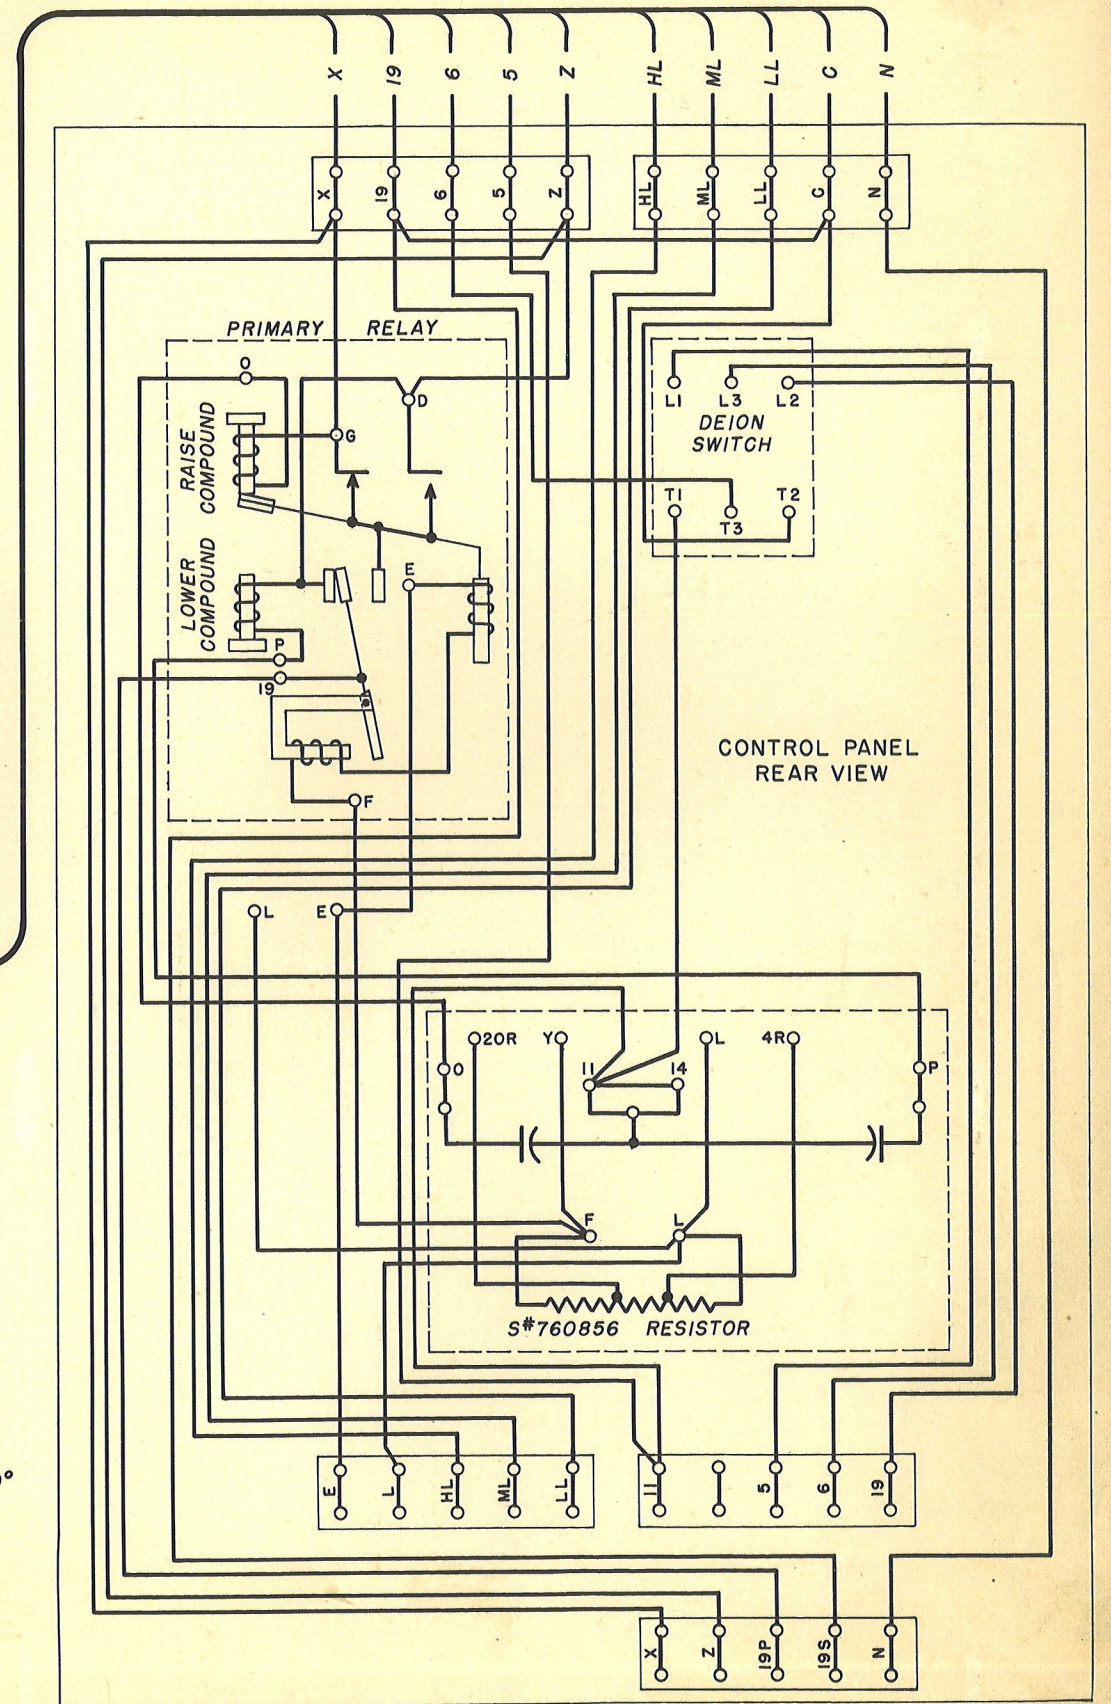 X 19 6 5 Z HL ML LL C N
X 19 6 5 Z HL ML LL C N
PRIMARY RELAY
O
D
G
RAISE
COMPOUND
LOWER
COMPOUND
E
P
19
F
L1 L3 L2
DEION
SWITCH
T1 T3 T2
CONTROL PANEL
REAR VIEW
L E
20R Y L 4R
O 11 14 P
F L
S#760856 RESISTOR
E L HL ML LL 11 5 6 19
X Z 19P 19S N